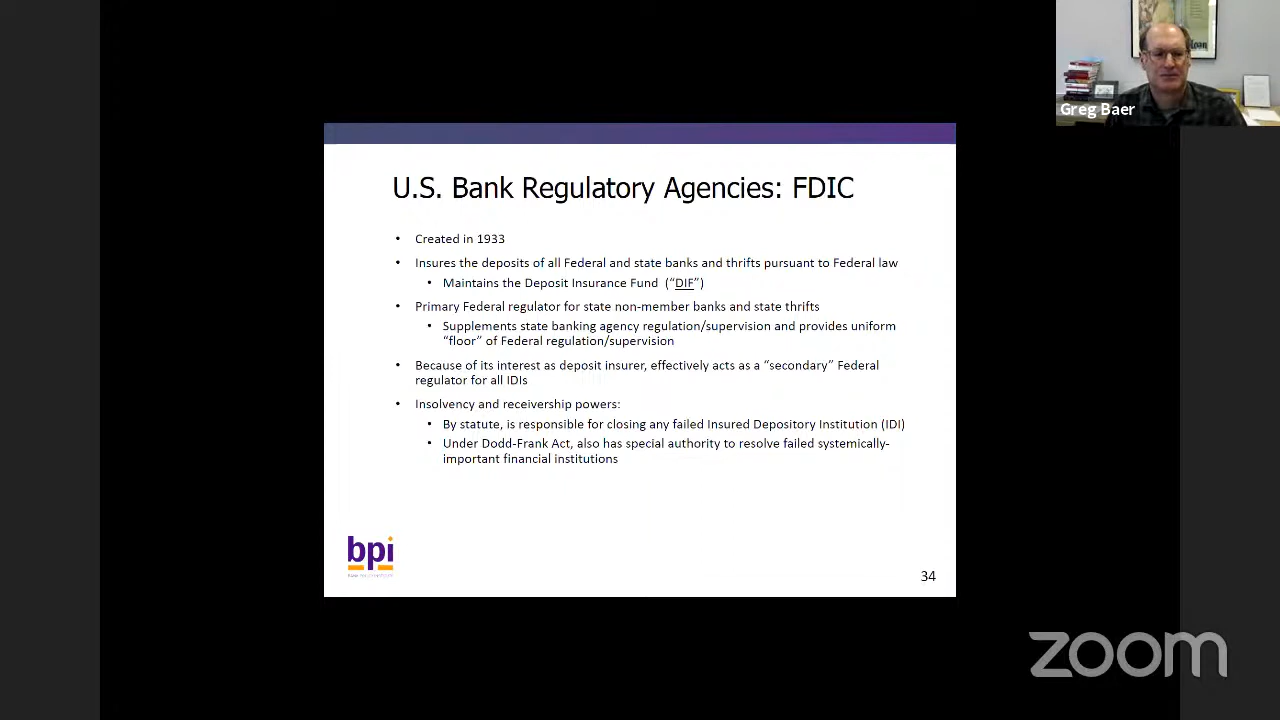 Greg Baer
U.S. Bank Regulatory Agencies: FDIC
• Created in 1933
• Insures the deposits of all Federal and state banks and thrifts pursuant to Federal law
• Maintains the Deposit Insurance Fund (“DIF”)
• Primary Federal regulator for state non-member banks and state thrifts
• Supplements state banking agency regulation/supervision and provides uniform
“floor” of Federal regulation/supervision
• Because of its interest as deposit insurer, effectively acts as a “secondary” Federal
regulator for all IDIs
• Insolvency and receivership powers:
• By statute, is responsible for closing any failed Insured Depository Institution (IDI)
• Under Dodd-Frank Act, also has special authority to resolve failed systemically-
important financial institutions
bpi
34
zoom